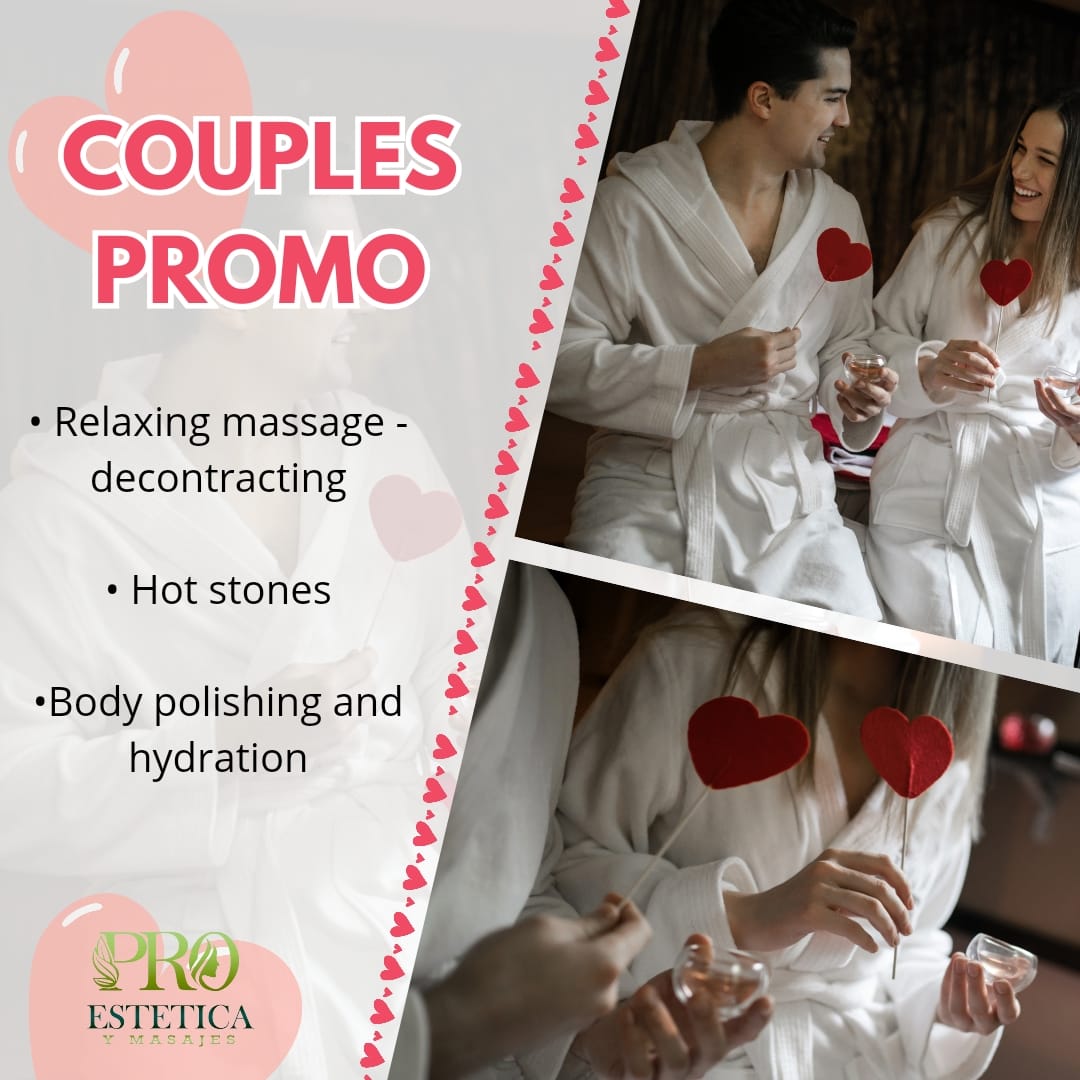 COUPLES
PROMO
• Relaxing massage -
decontracting
• Hot stones
•Body polishing and
hydration
PRO
ESTETICA
Y MASAJES